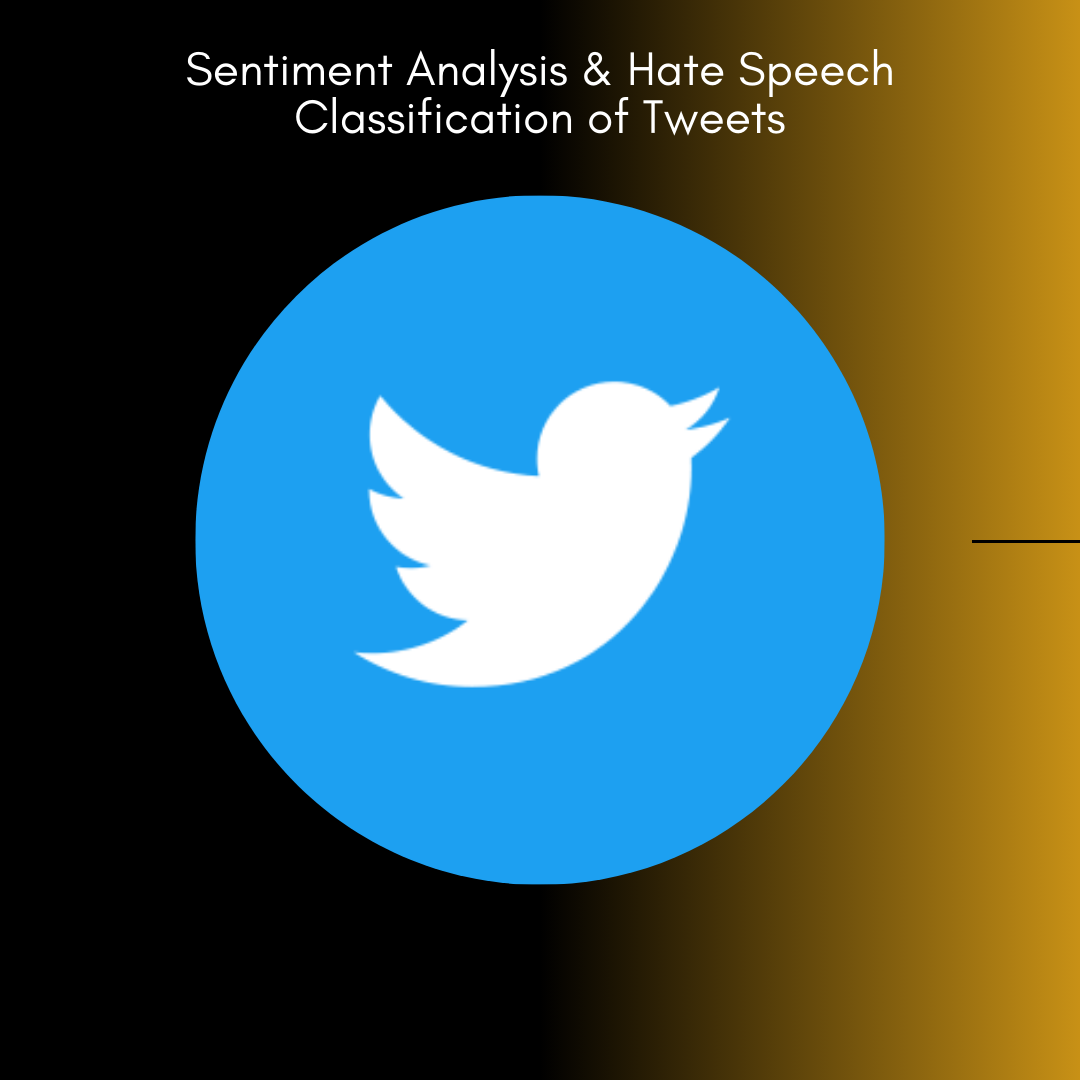 Sentiment Analysis & Hate Speech
Classification of Tweets